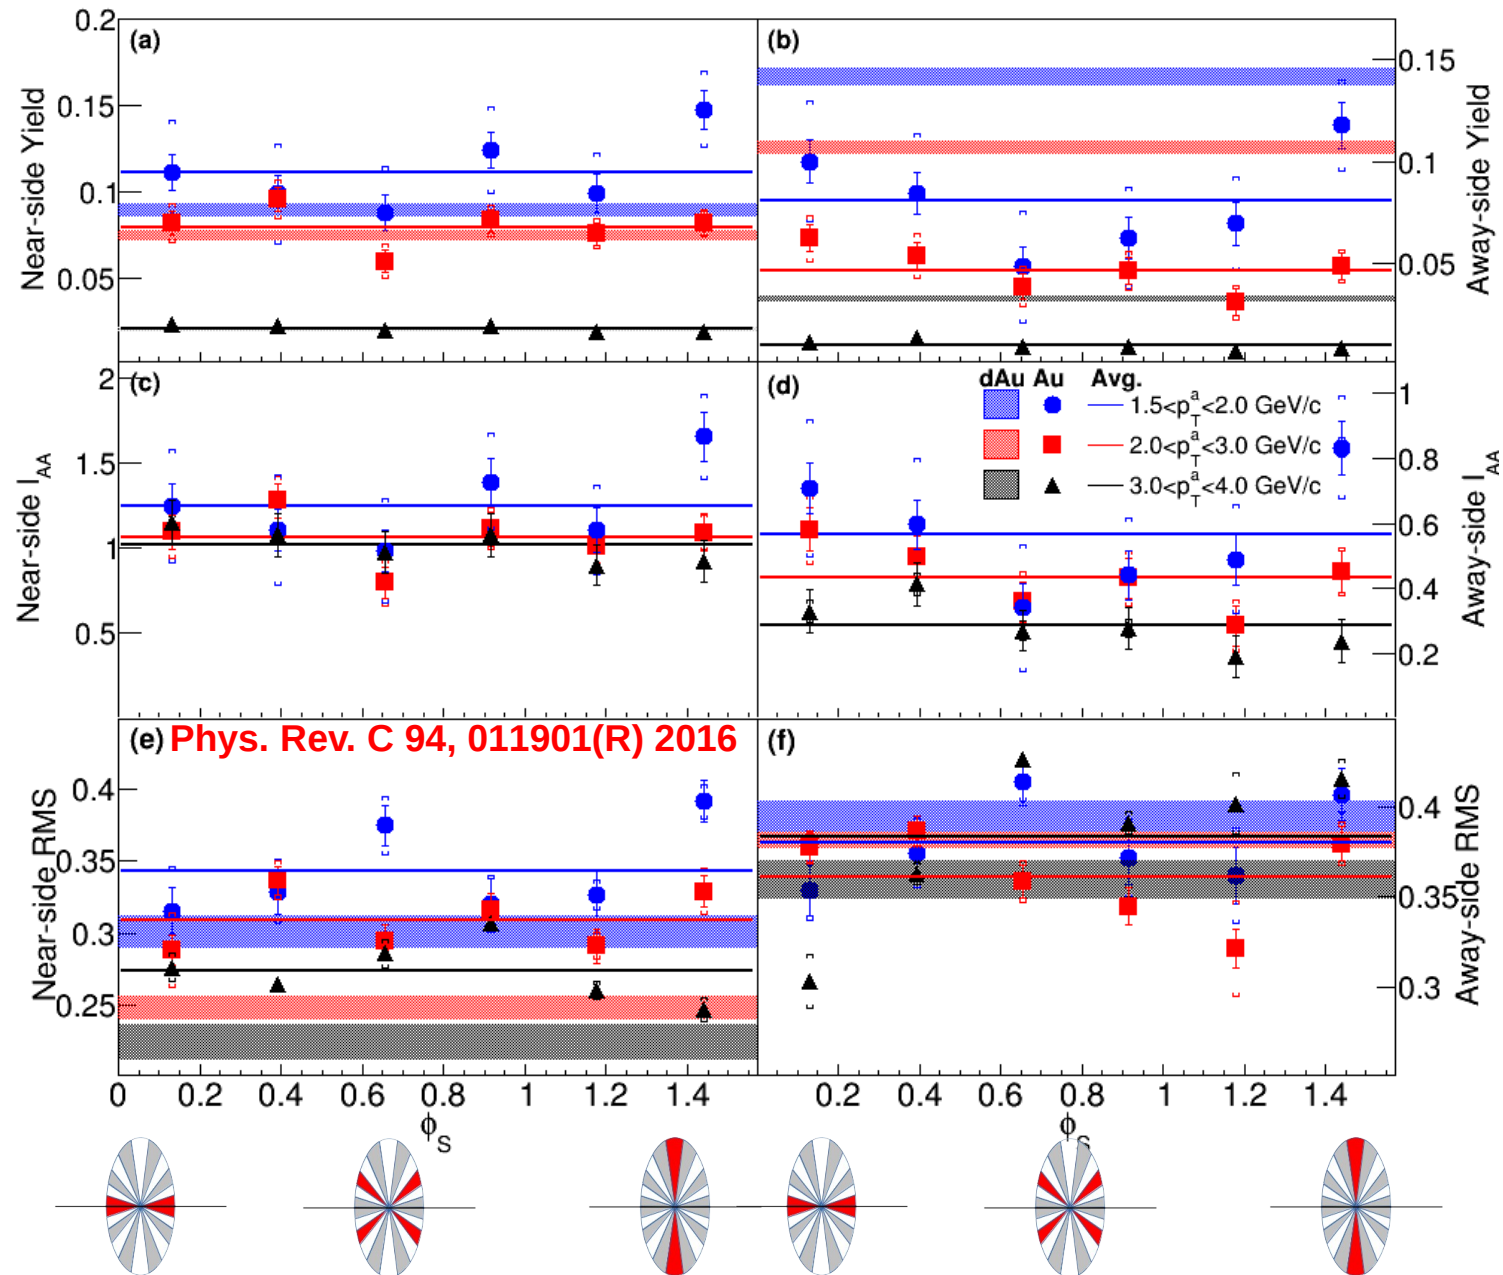 (a)
(b)
0.2
0.15
0.1
0.05
Near-side Yield
0.15
0.1
0.05
Away-side Yield
(c)
(d)
2
1.5
1
0.5
Near-side I_AA
dAu Au Avg.
1.5<p_T^a<2.0 GeV/c
2.0<p_T^a<3.0 GeV/c
3.0<p_T^a<4.0 GeV/c
1
0.8
0.6
0.4
0.2
Away-side I_AA
(e) Phys. Rev. C 94, 011901(R) 2016
(f)
0.4
0.35
0.3
0.25
Near-side RMS
0.4
0.35
0.3
Away-side RMS
0 0.2 0.4 0.6 0.8 1 1.2 1.4
0.2 0.4 0.6 0.8 1 1.2 1.4
ϕ_S
ϕ_S